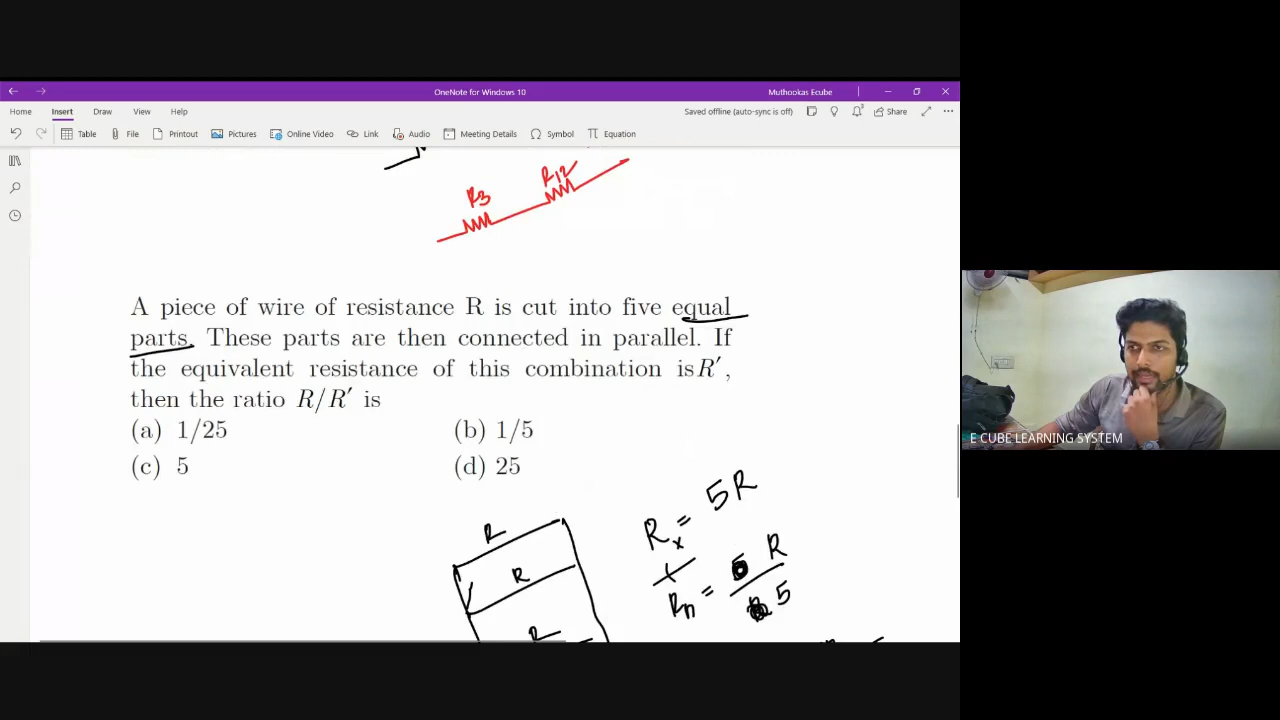 OneNote for Windows 10
Muthookas Ecube
Home Insert Draw View Help
Saved offline (auto-sync is off)
Share
Table File Printout Pictures Online Video Link Audio Meeting Details Symbol Equation
R3 R12
A piece of wire of resistance R is cut into five equal
parts. These parts are then connected in parallel. If
the equivalent resistance of this combination is R′,
then the ratio R/R′ is
(a) 1/25 (b) 1/5
(c) 5 (d) 25
Rx = 5R
R
R
Rn = R/5
R
E CUBE LEARNING SYSTEM